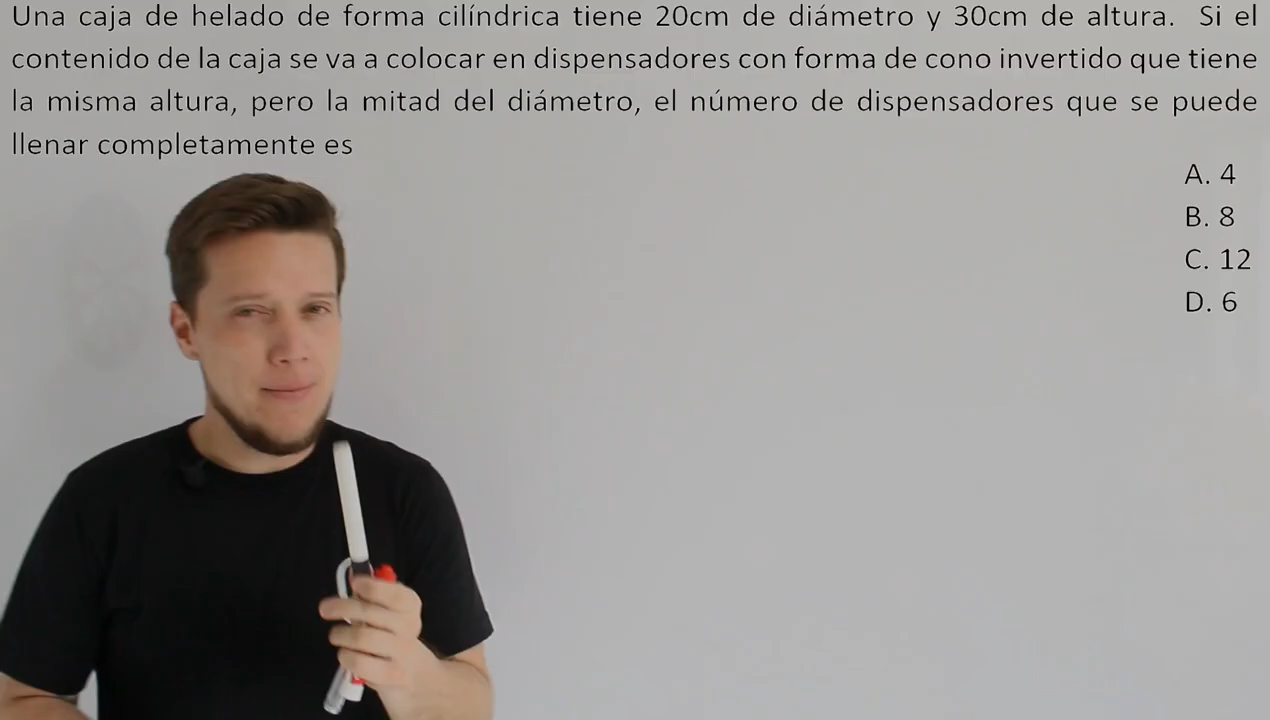 Una caja de helado de forma cilíndrica tiene 20cm de diámetro y 30cm de altura. Si el
contenido de la caja se va a colocar en dispensadores con forma de cono invertido que tiene
la misma altura, pero la mitad del diámetro, el número de dispensadores que se puede
llenar completamente es
A. 4
B. 8
C. 12
D. 6